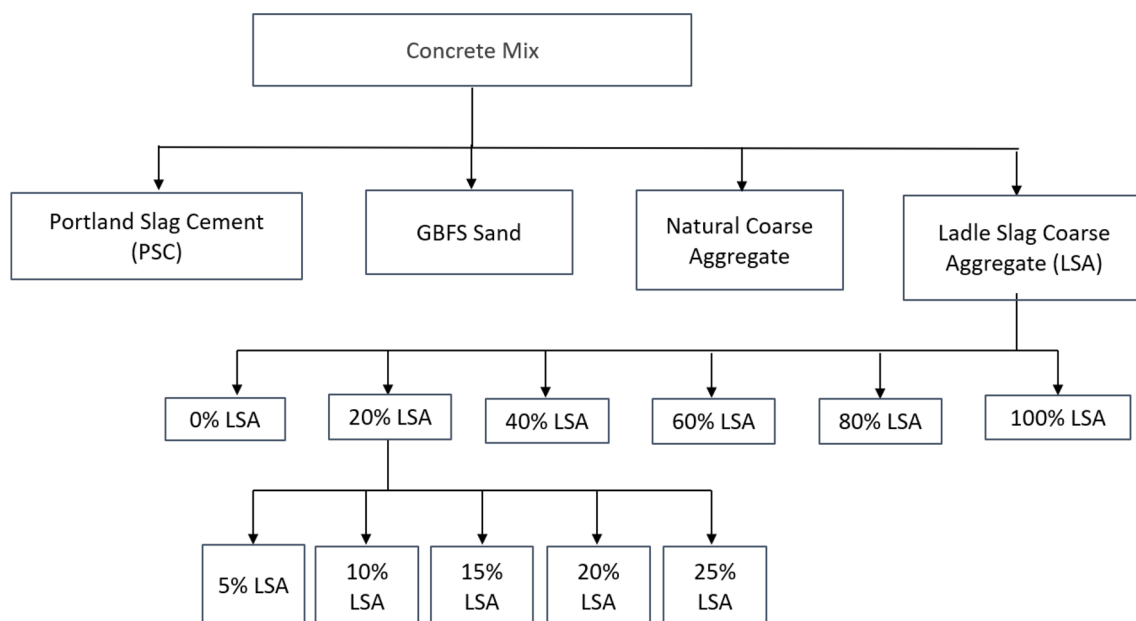 Concrete Mix
Portland Slag Cement
(PSC)
GBFS Sand
Natural Coarse
Aggregate
Ladle Slag Coarse
Aggregate (LSA)
0% LSA
20% LSA
40% LSA
60% LSA
80% LSA
100% LSA
5% LSA
10%
LSA
15%
LSA
20%
LSA
25%
LSA